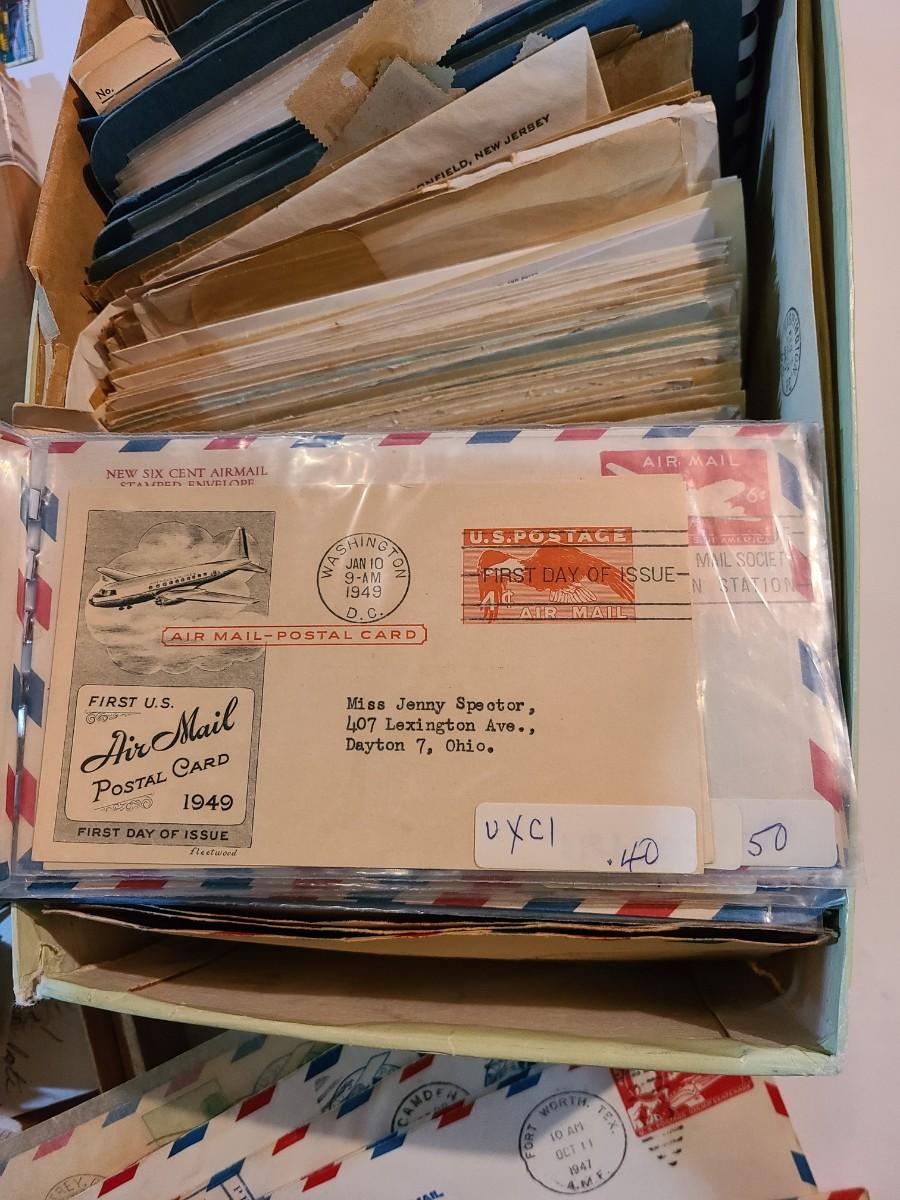 No.
NFIELD, NEW JERSEY
NEW SIX CENT AIRMAIL
STAMPED ENVELOPE
AIR MAIL
6¢
MAIL SOCIET
N STATION
WASHINGTON
JAN 10
9-AM
1949
D.C.
U.S.POSTAGE
FIRST DAY OF ISSUE
4¢
AIR MAIL
AIR MAIL-POSTAL CARD
FIRST U.S.
Air Mail
POSTAL CARD
1949
FIRST DAY OF ISSUE
fleetwood
Miss Jenny Spector,
407 Lexington Ave.,
Dayton 7, Ohio.
UXC1
.40
50
CAMDEN
FORT WORTH, TEX.
10 AM
OCT 11
1947
A.M.F.